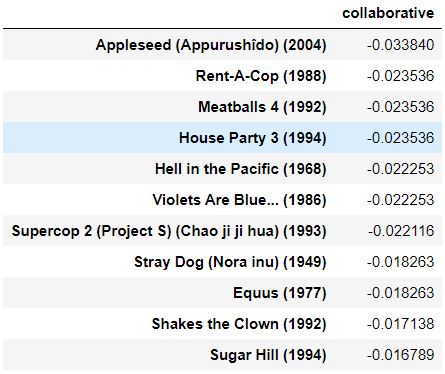 collaborative
Appleseed (Appurushîdo) (2004) -0.033840
Rent-A-Cop (1988) -0.023536
Meatballs 4 (1992) -0.023536
House Party 3 (1994) -0.023536
Hell in the Pacific (1968) -0.022253
Violets Are Blue... (1986) -0.022253
Supercop 2 (Project S) (Chao ji ji hua) (1993) -0.022116
Stray Dog (Nora inu) (1949) -0.018263
Equus (1977) -0.018263
Shakes the Clown (1992) -0.017138
Sugar Hill (1994) -0.016789